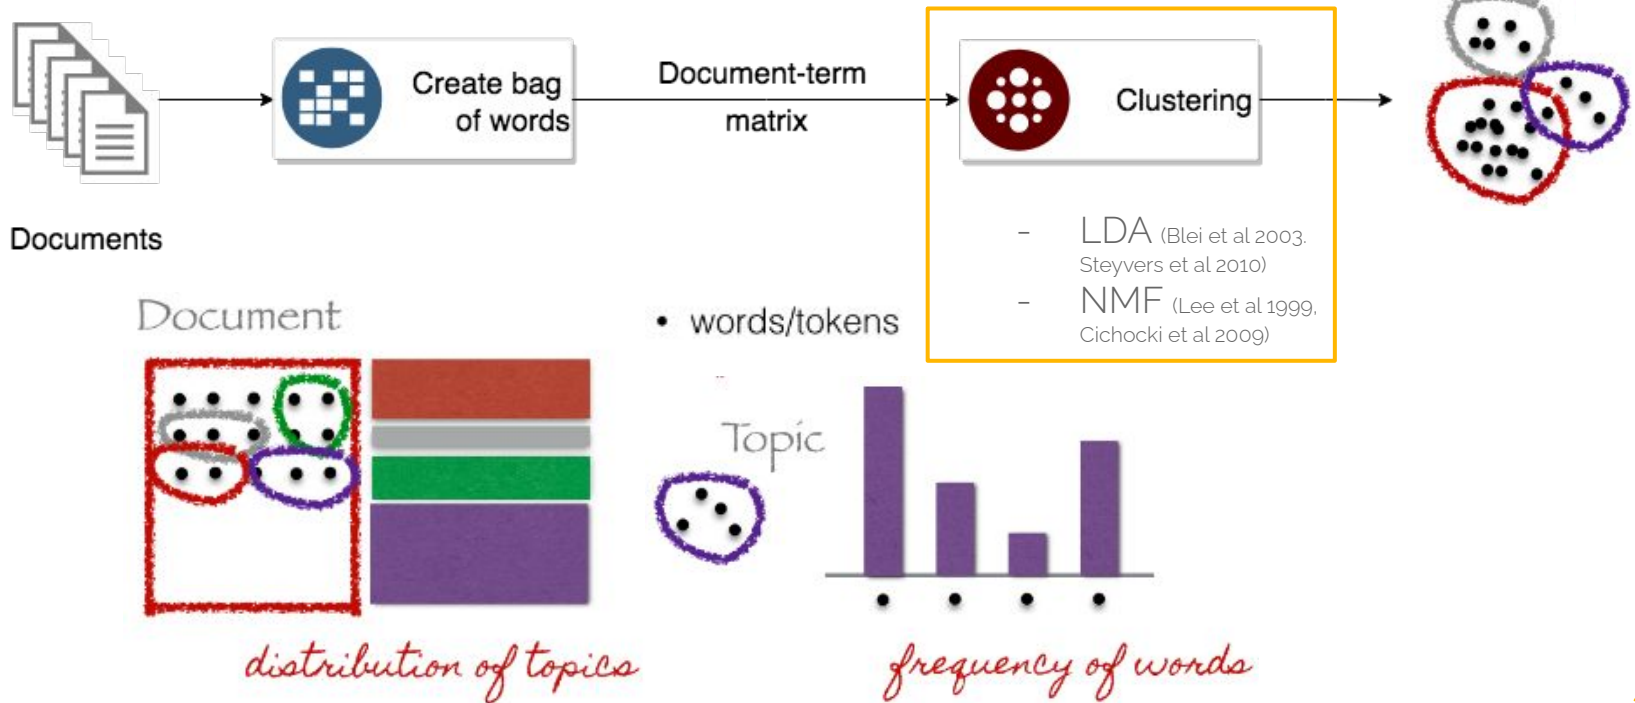 Create bag
of words
Document-term
matrix
Clustering
Documents
- LDA (Blei et al 2003.
Steyvers et al 2010)
- NMF (Lee et al 1999,
Cichocki et al 2009)
Document
• words/tokens
Topic
distribution of topics
frequency of words